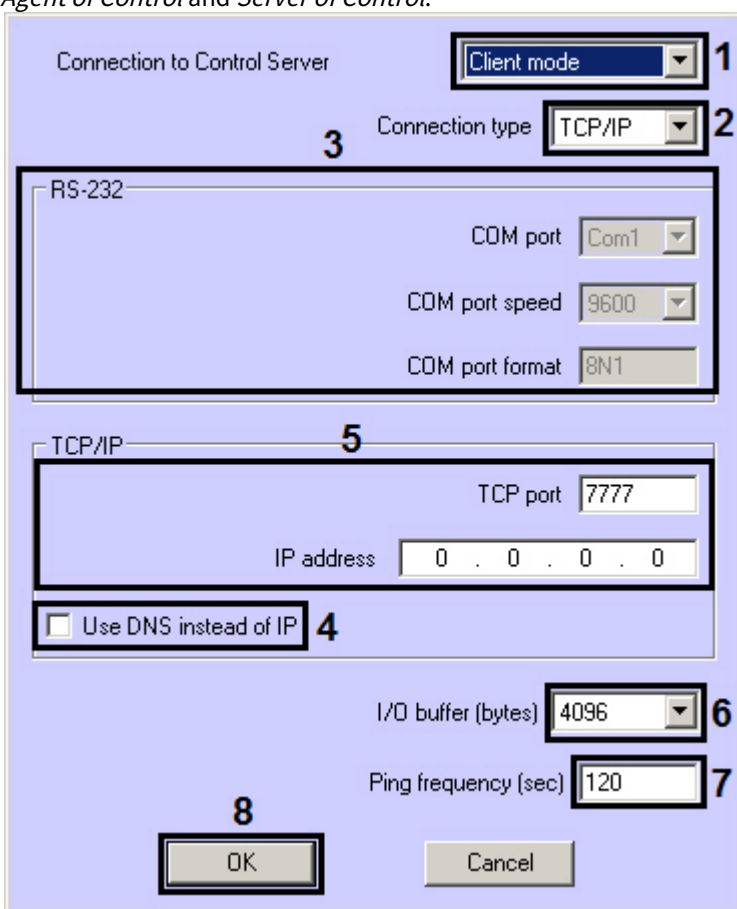 Agent of Control and Server of Control.
Connection to Control Server Client mode 1
Connection type TCP/IP 2
3
RS-232
COM port Com1
COM port speed 9600
COM port format 8N1
5
TCP/IP
TCP port 7777
IP address 0 . 0 . 0 . 0
Use DNS instead of IP 4
I/O buffer (bytes) 4096 6
Ping frequency (sec) 120 7
8
OK Cancel